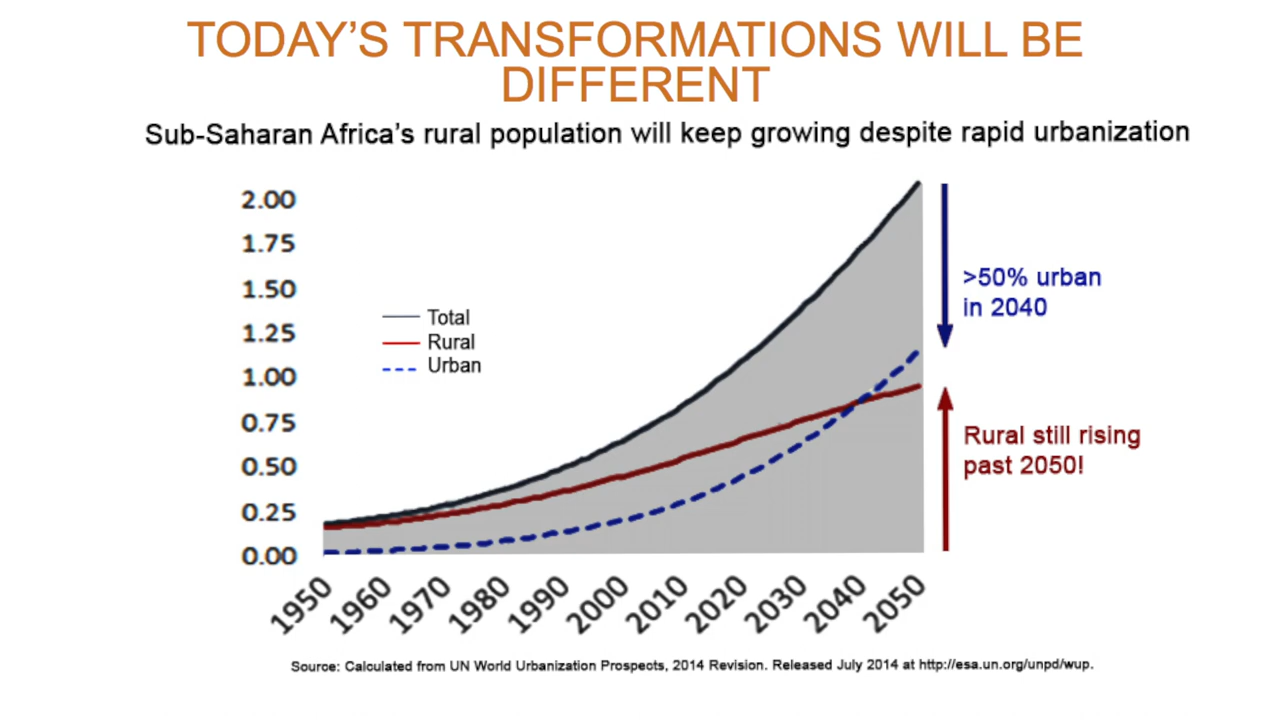 TODAY'S TRANSFORMATIONS WILL BE
DIFFERENT
Sub-Saharan Africa's rural population will keep growing despite rapid urbanization
2.00
1.75
1.50
1.25
1.00
0.75
0.50
0.25
0.00
Total
Rural
Urban
>50% urban
in 2040
Rural still rising
past 2050!
1950 1960 1970 1980 1990 2000 2010 2020 2030 2040 2050
Source: Calculated from UN World Urbanization Prospects, 2014 Revision. Released July 2014 at http://esa.un.org/unpd/wup.